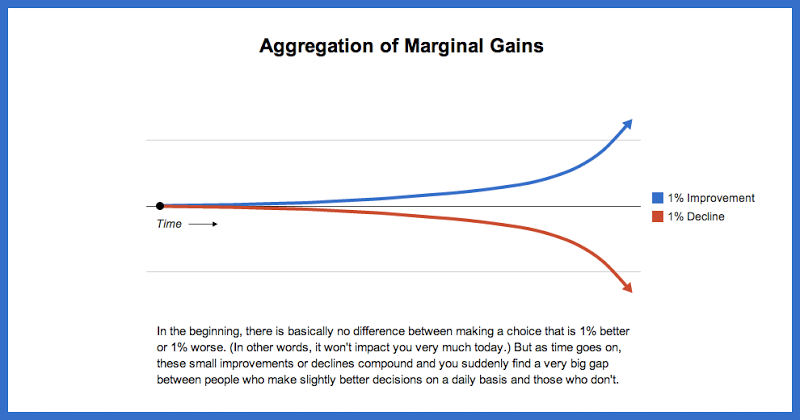 Aggregation of Marginal Gains
1% Improvement
Time
1% Decline
In the beginning, there is basically no difference between making a choice that is 1% better
or 1% worse. (In other words, it won't impact you very much today.) But as time goes on,
these small improvements or declines compound and you suddenly find a very big gap
between people who make slightly better decisions on a daily basis and those who don't.